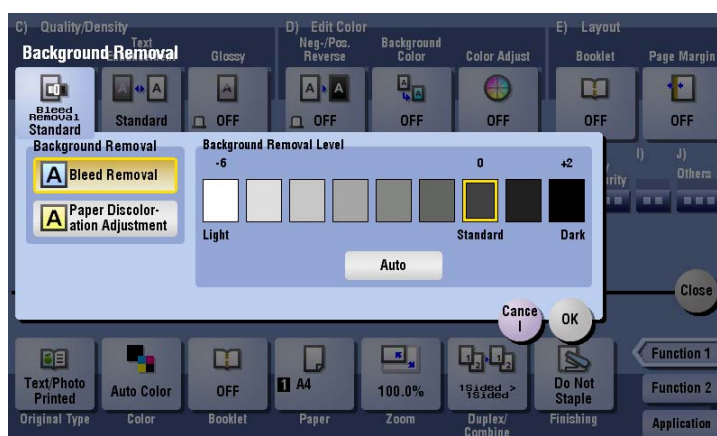 C) Quality/Density
D) Edit Color
E) Layout
Background Removal
Text
Glossy
Neg-/Pos.
Reverse
Background
Color
Color Adjust
Booklet
Page Margin
Bleed
Removal
Standard
Standard
OFF
OFF
OFF
OFF
OFF
OFF
Background Removal
Bleed Removal
Paper Discolor-
ation Adjustment
Background Removal Level
-6
0
+2
Light
Standard
Dark
Auto
I)
J)
Others
Close
Cance
l
OK
Text/Photo
Printed
Auto Color
OFF
1 A4
100.0%
1Sided >
1Sided
Do Not
Staple
Original Type
Color
Booklet
Paper
Zoom
Duplex/
Combine
Finishing
Function 1
Function 2
Application